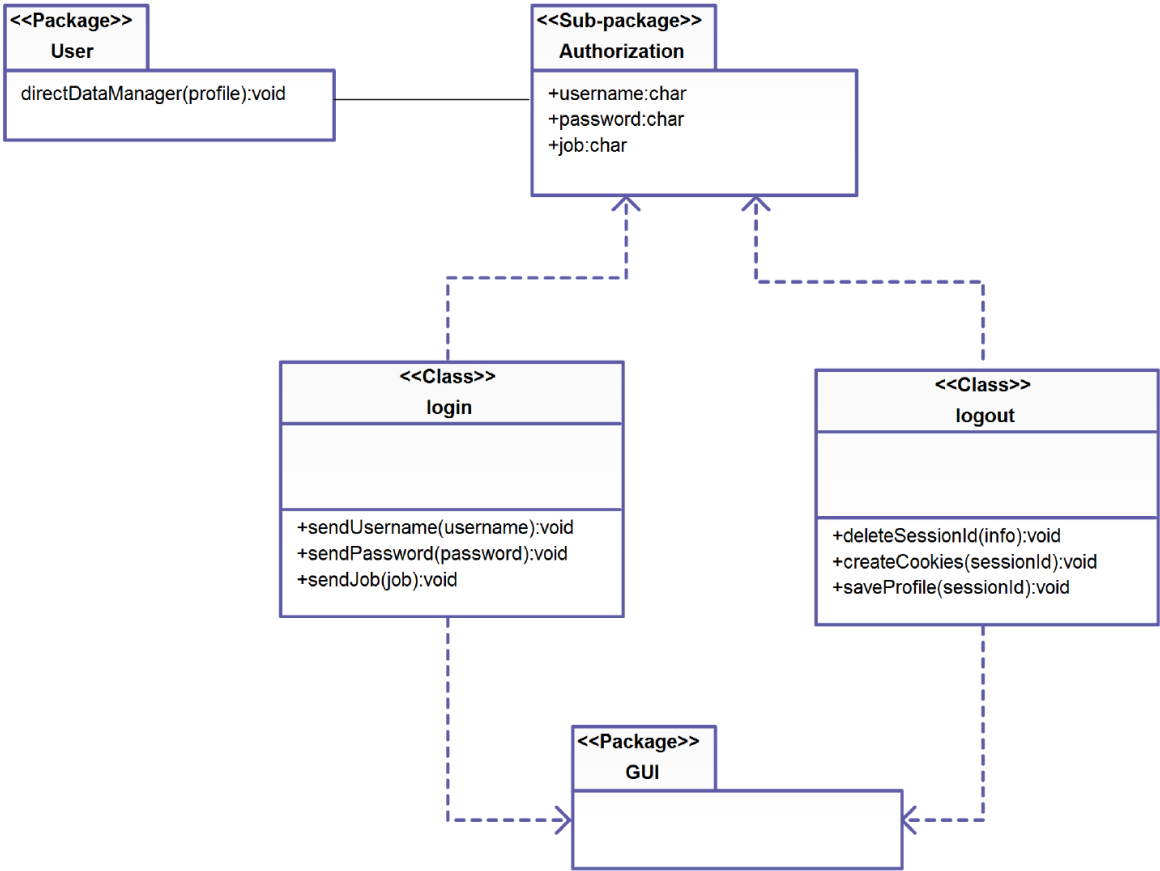 <<Package>>
User
directDataManager(profile):void
<<Sub-package>>
Authorization
+username:char
+password:char
+job:char
<<Class>>
login
+sendUsername(username):void
+sendPassword(password):void
+sendJob(job):void
<<Class>>
logout
+deleteSessionId(info):void
+createCookies(sessionId):void
+saveProfile(sessionId):void
<<Package>>
GUI